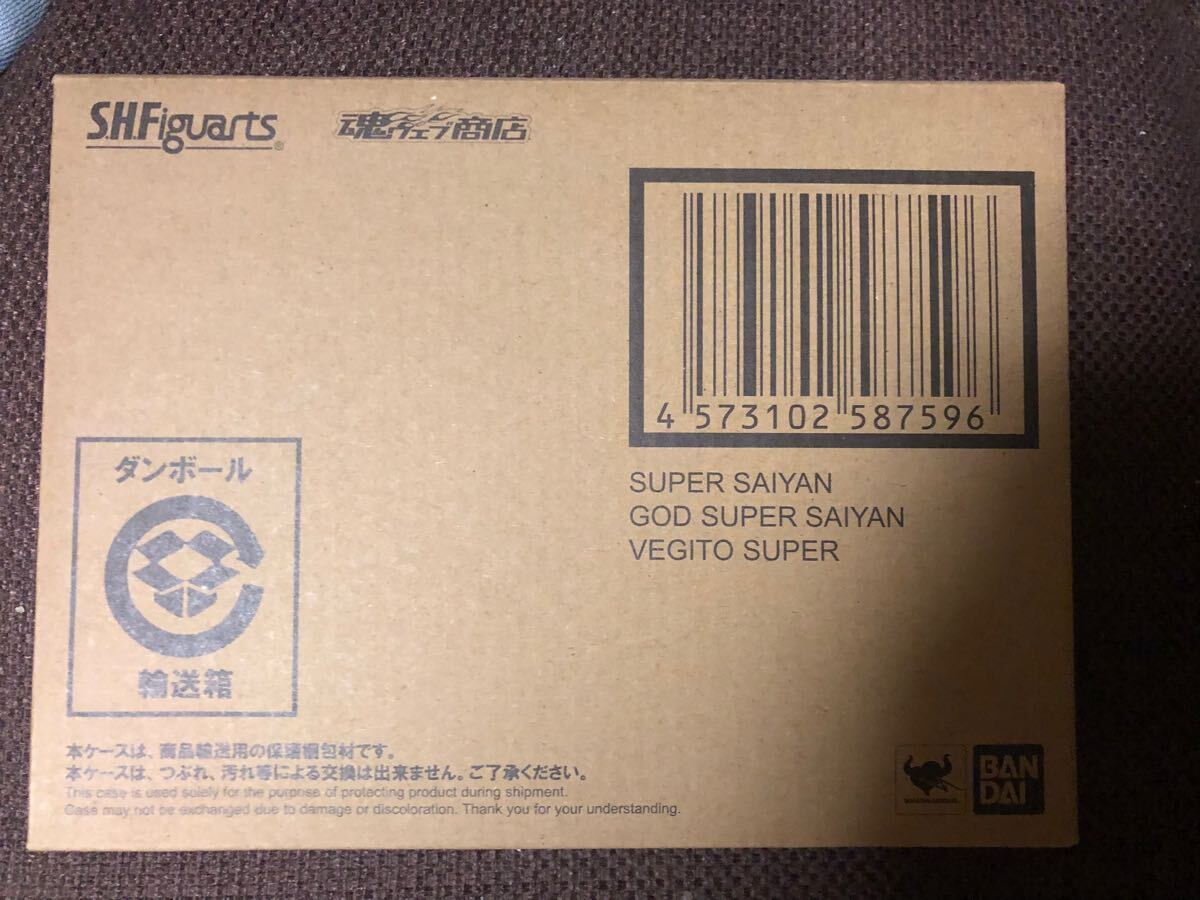 S.H.Figuarts®
魂ウェブ商店
4 573102 587596
SUPER SAIYAN
GOD SUPER SAIYAN
VEGITO SUPER
ダンボール
輸送箱
本ケースは、商品輸送用の保護梱包材です。
本ケースは、つぶれ、汚れ等による交換は出来ません。ご了承ください。
This case is used solely for the purpose of protecting product during shipment.
Case may not be exchanged due to damage or discoloration. Thank you for your understanding.
BAN
DAI